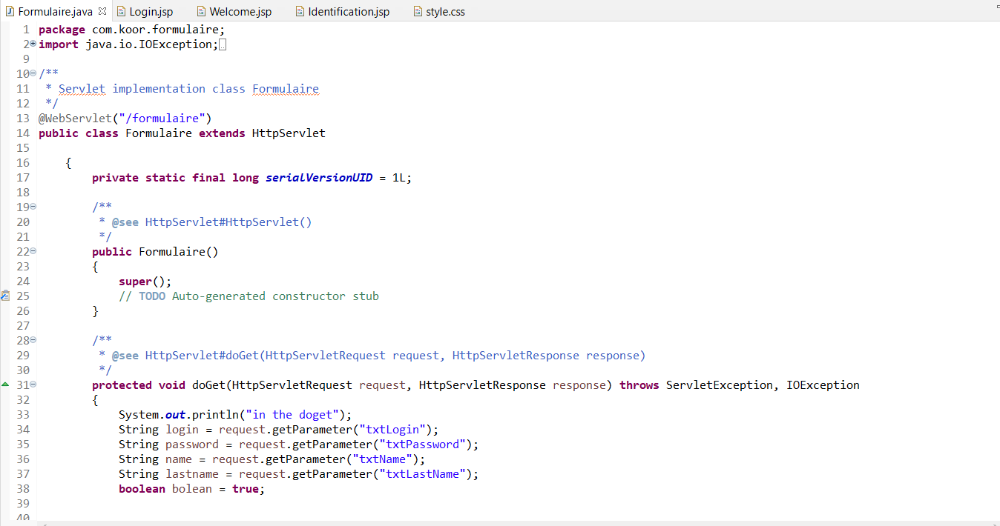 Formulaire.java Login.jsp Welcome.jsp Identification.jsp style.css
1 package com.koor.formulaire;
2 import java.io.IOException;
9
10 /**
11 * Servlet implementation class Formulaire
12 */
13 @WebServlet("/formulaire")
14 public class Formulaire extends HttpServlet
15
16 {
17 private static final long serialVersionUID = 1L;
18
19 /**
20 * @see HttpServlet#HttpServlet()
21 */
22 public Formulaire()
23 {
24 super();
25 // TODO Auto-generated constructor stub
26 }
27
28 /**
29 * @see HttpServlet#doGet(HttpServletRequest request, HttpServletResponse response)
30 */
31 protected void doGet(HttpServletRequest request, HttpServletResponse response) throws ServletException, IOException
32 {
33 System.out.println("in the doget");
34 String login = request.getParameter("txtLogin");
35 String password = request.getParameter("txtPassword");
36 String name = request.getParameter("txtName");
37 String lastname = request.getParameter("txtLastName");
38 boolean bolean = true;
39
40